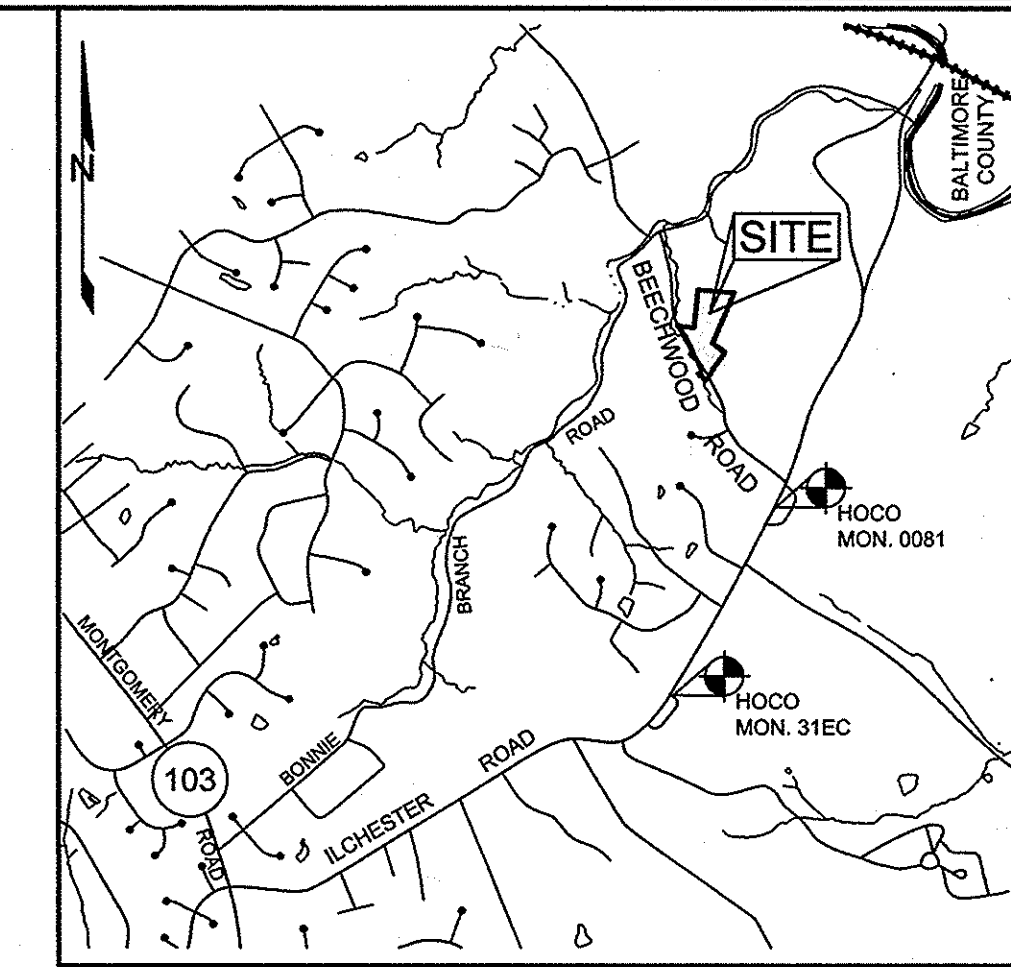 N
BALTIMORE
COUNTY
SITE
BEECHWOOD
ROAD
ROAD
HOCO
MON. 0081
BRANCH
MONTGOMERY
HOCO
MON. 31EC
ROAD
BONNIE
103
ILCHESTER
ROAD